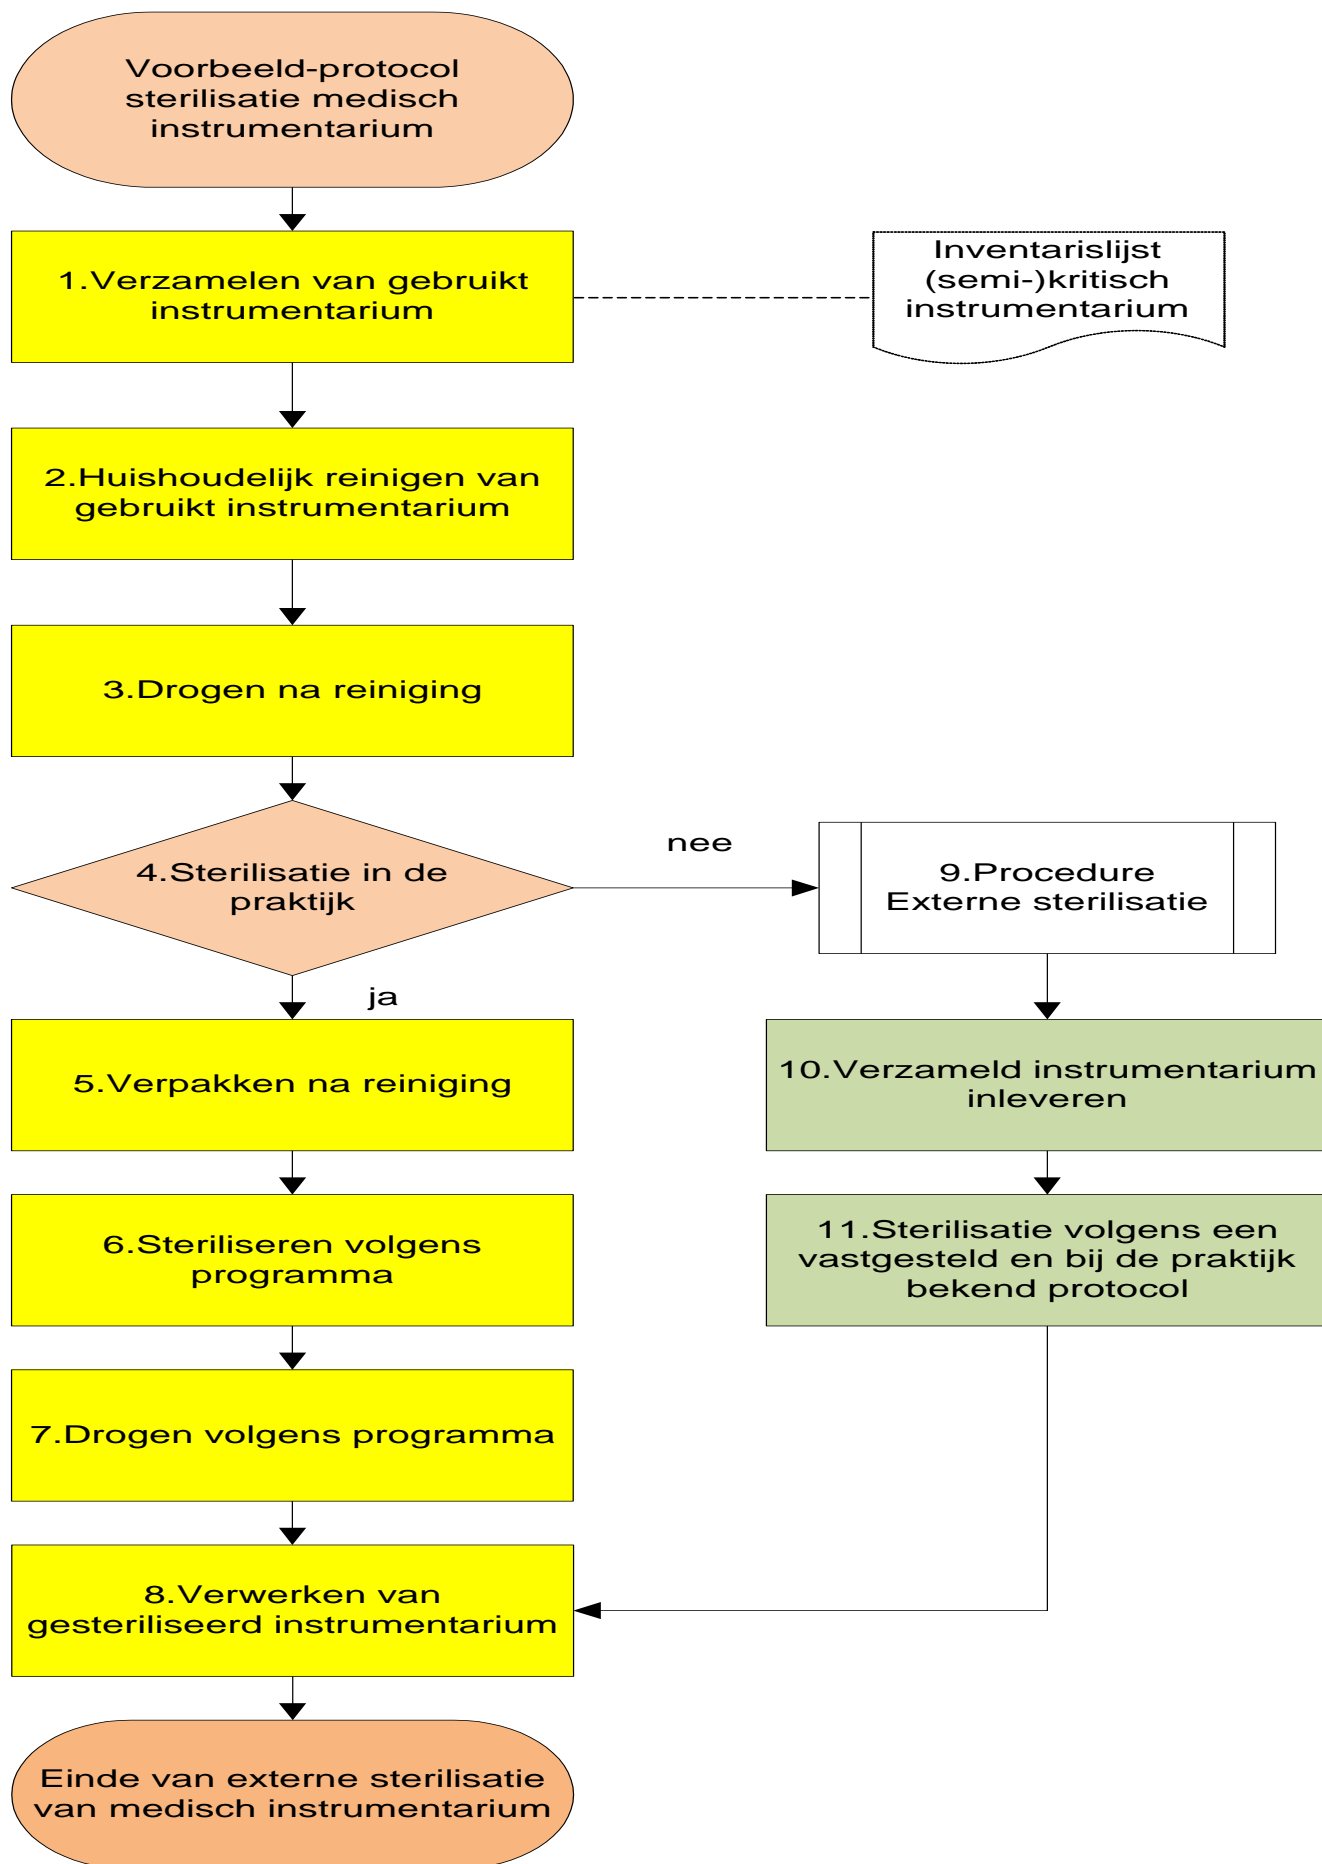 Voorbeeld-protocol
sterilisatie medisch
instrumentarium
1.Verzamelen van gebruikt
instrumentarium
Inventarislijst
(semi-)kritisch
instrumentarium
2.Huishoudelijk reinigen van
gebruikt instrumentarium
3.Drogen na reiniging
4.Sterilisatie in de
praktijk
nee
9.Procedure
Externe sterilisatie
ja
5.Verpakken na reiniging
10.Verzameld instrumentarium
inleveren
6.Steriliseren volgens
programma
11.Sterilisatie volgens een
vastgesteld en bij de praktijk
bekend protocol
7.Drogen volgens programma
8.Verwerken van
gesteriliseerd instrumentarium
Einde van externe sterilisatie
van medisch instrumentarium